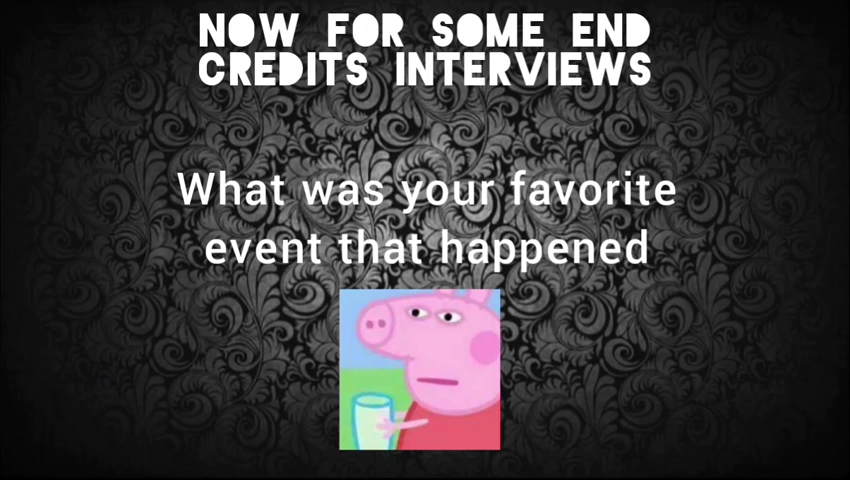 NOW FOR SOME END
CREDITS INTERVIEWS
What was your favorite
event that happened